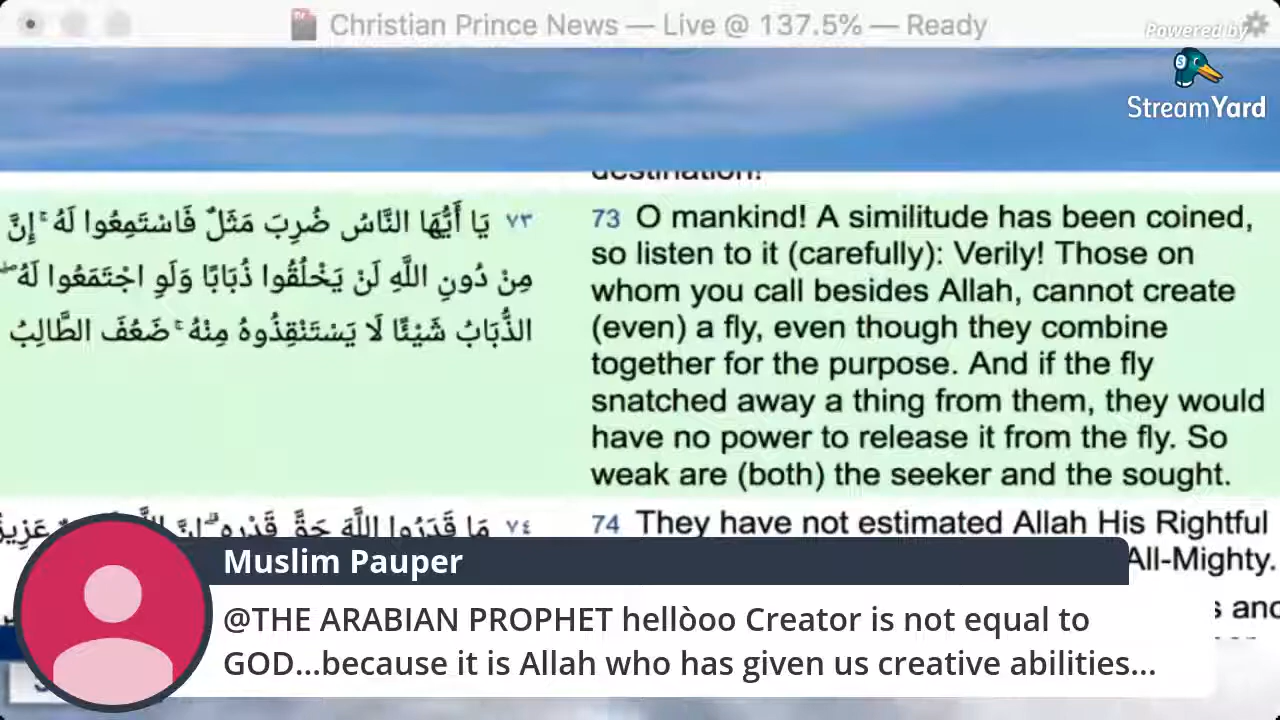 Christian Prince News — Live @ 137.5% — Ready
Powered by
StreamYard
destination!
٧٣ يَا أَيُّهَا النَّاسُ ضُرِبَ مَثَلٌ فَاسْتَمِعُوا لَهُ ۚ إِنَّ
مِنْ دُونِ اللَّهِ لَنْ يَخْلُقُوا ذُبَابًا وَلَوِ اجْتَمَعُوا لَهُ ۖ
الذُّبَابُ شَيْئًا لَا يَسْتَنْقِذُوهُ مِنْهُ ۚ ضَعُفَ الطَّالِبُ
73 O mankind! A similitude has been coined,
so listen to it (carefully): Verily! Those on
whom you call besides Allah, cannot create
(even) a fly, even though they combine
together for the purpose. And if the fly
snatched away a thing from them, they would
have no power to release it from the fly. So
weak are (both) the seeker and the sought.
٧٤ مَا قَدَرُوا اللَّهَ حَقَّ قَدْرِهِ ۗ إِنَّ
74 They have not estimated Allah His Rightful
All-Mighty.
Muslim Pauper
@THE ARABIAN PROPHET hellòoo Creator is not equal to
GOD...because it is Allah who has given us creative abilities...